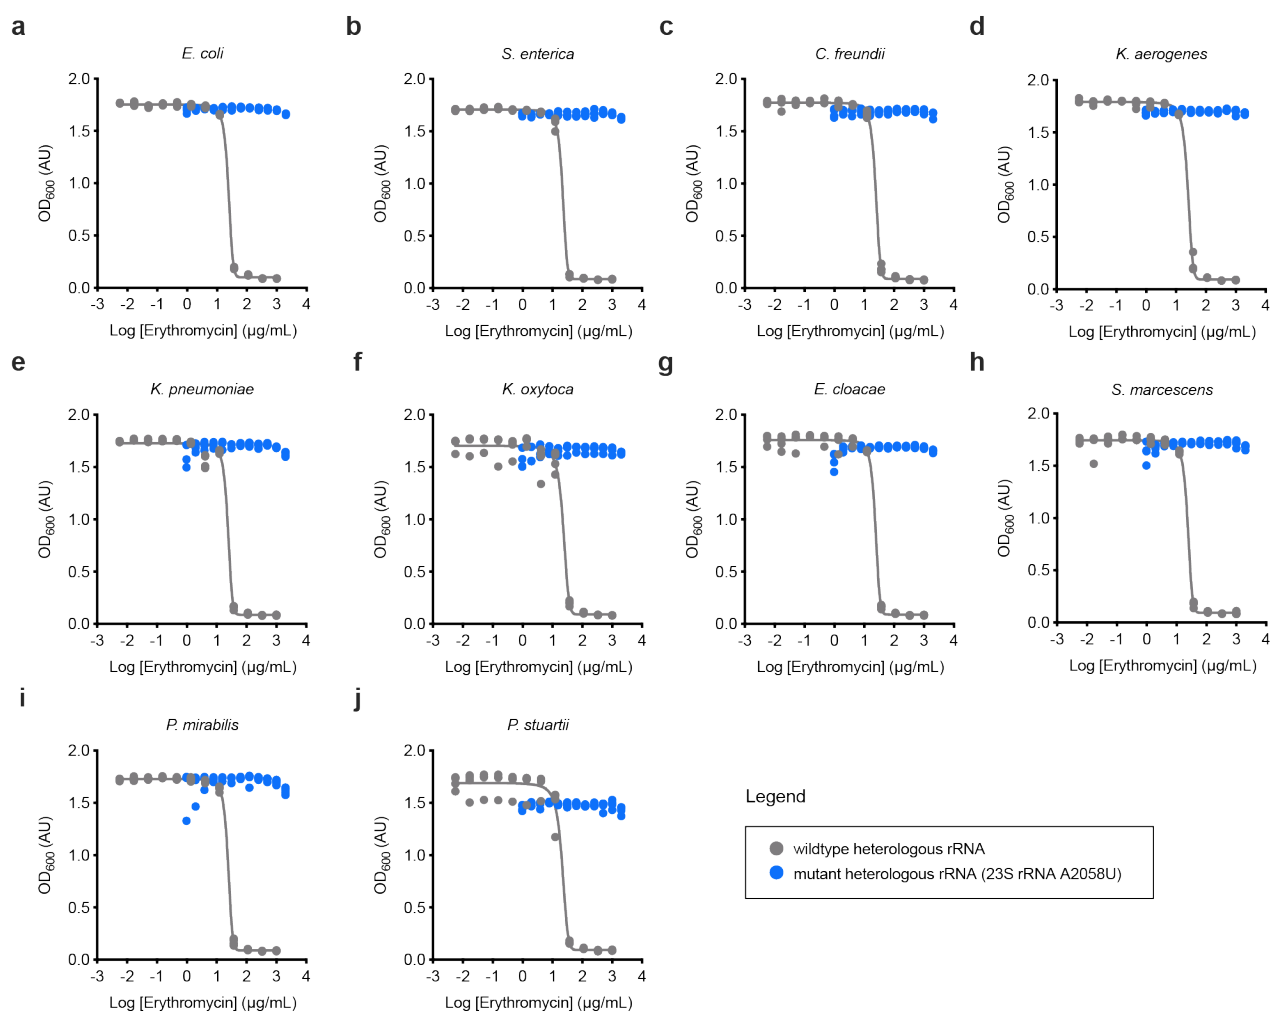 a
E. coli
2.0
1.5
1.0
0.5
0.0
OD600 (AU)
-3 -2 -1 0 1 2 3 4
Log [Erythromycin] (µg/mL)
b
S. enterica
2.0
1.5
1.0
0.5
0.0
OD600 (AU)
-3 -2 -1 0 1 2 3 4
Log [Erythromycin] (µg/mL)
c
C. freundii
2.0
1.5
1.0
0.5
0.0
OD600 (AU)
-3 -2 -1 0 1 2 3 4
Log [Erythromycin] (µg/mL)
d
K. aerogenes
2.0
1.5
1.0
0.5
0.0
OD600 (AU)
-3 -2 -1 0 1 2 3 4
Log [Erythromycin] (µg/mL)
e
K. pneumoniae
2.0
1.5
1.0
0.5
0.0
OD600 (AU)
-3 -2 -1 0 1 2 3 4
Log [Erythromycin] (µg/mL)
f
K. oxytoca
2.0
1.5
1.0
0.5
0.0
OD600 (AU)
-3 -2 -1 0 1 2 3 4
Log [Erythromycin] (µg/mL)
g
E. cloacae
2.0
1.5
1.0
0.5
0.0
OD600 (AU)
-3 -2 -1 0 1 2 3 4
Log [Erythromycin] (µg/mL)
h
S. marcescens
2.0
1.5
1.0
0.5
0.0
OD600 (AU)
-3 -2 -1 0 1 2 3 4
Log [Erythromycin] (µg/mL)
i
P. mirabilis
2.0
1.5
1.0
0.5
0.0
OD600 (AU)
-3 -2 -1 0 1 2 3 4
Log [Erythromycin] (µg/mL)
j
P. stuartii
2.0
1.5
1.0
0.5
0.0
OD600 (AU)
-3 -2 -1 0 1 2 3 4
Log [Erythromycin] (µg/mL)
Legend
wildtype heterologous rRNA
mutant heterologous rRNA (23S rRNA A2058U)